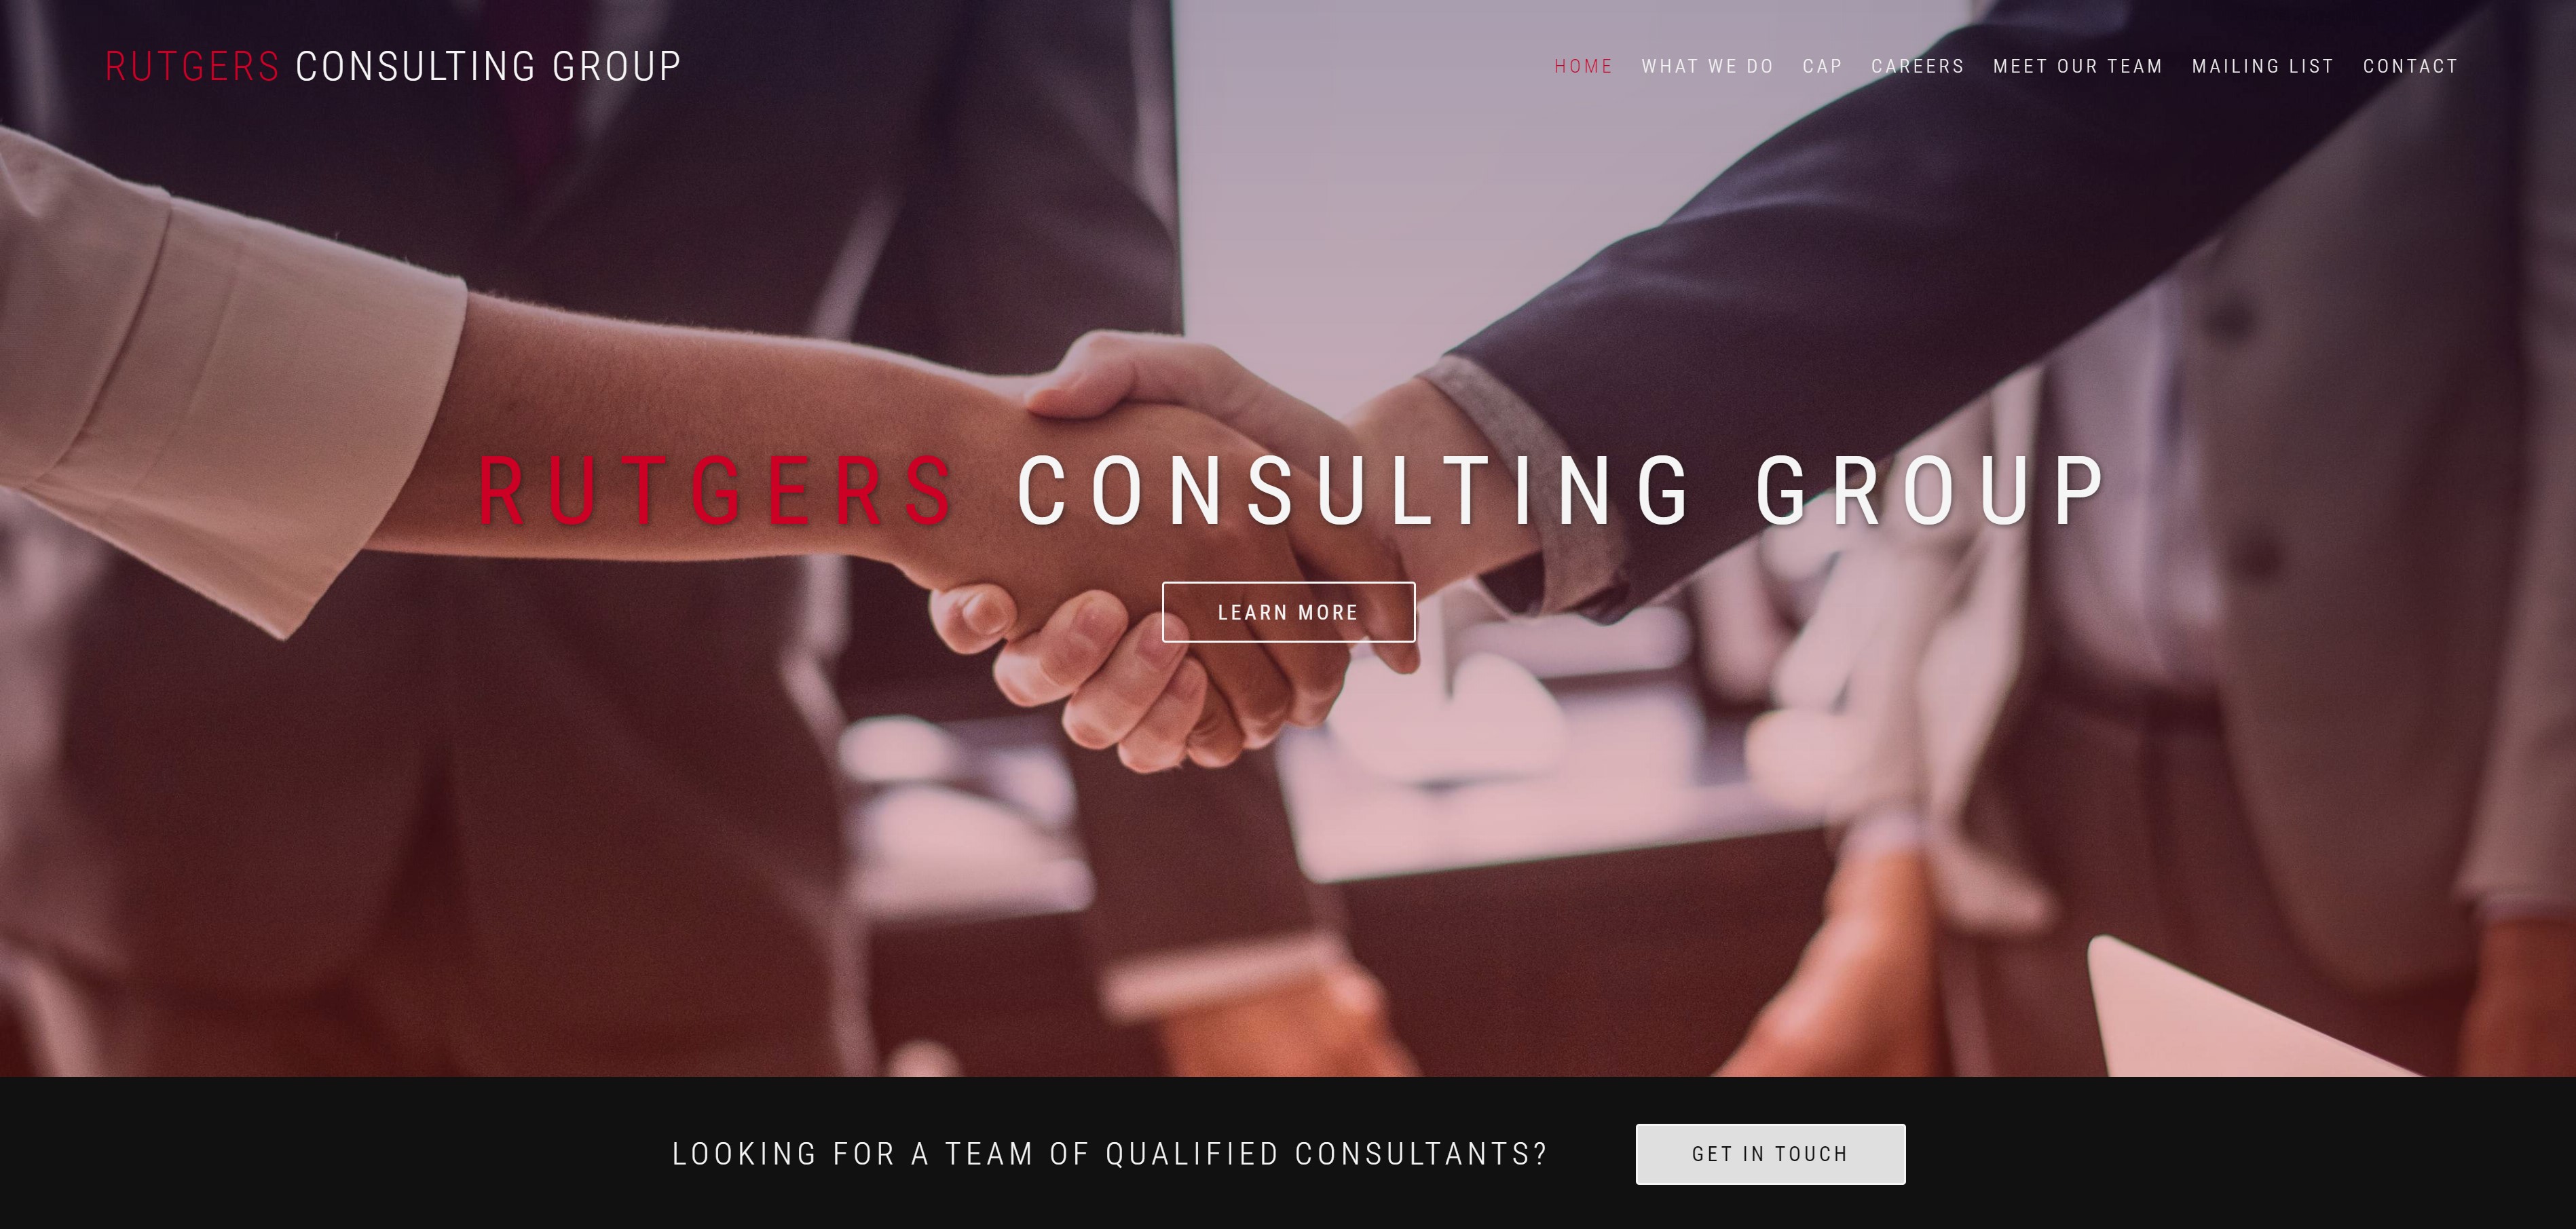 RUTGERS CONSULTING GROUP
HOME WHAT WE DO CAP CAREERS MEET OUR TEAM MAILING LIST CONTACT
RUTGERS CONSULTING GROUP
LEARN MORE
LOOKING FOR A TEAM OF QUALIFIED CONSULTANTS?
GET IN TOUCH